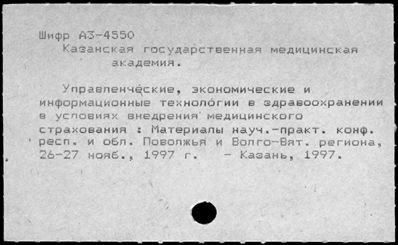 Шифр А3-4550
Казанская государственная медицинская
академия.
Управленческие, экономические и
информационные технологии в здравоохранении
в условиях внедрения медицинского
страхования : Материалы науч.-практ. конф.
респ. и обл. Поволжья и Волго-Вят. региона,
26-27 нояб., 1997 г. - Казань, 1997.